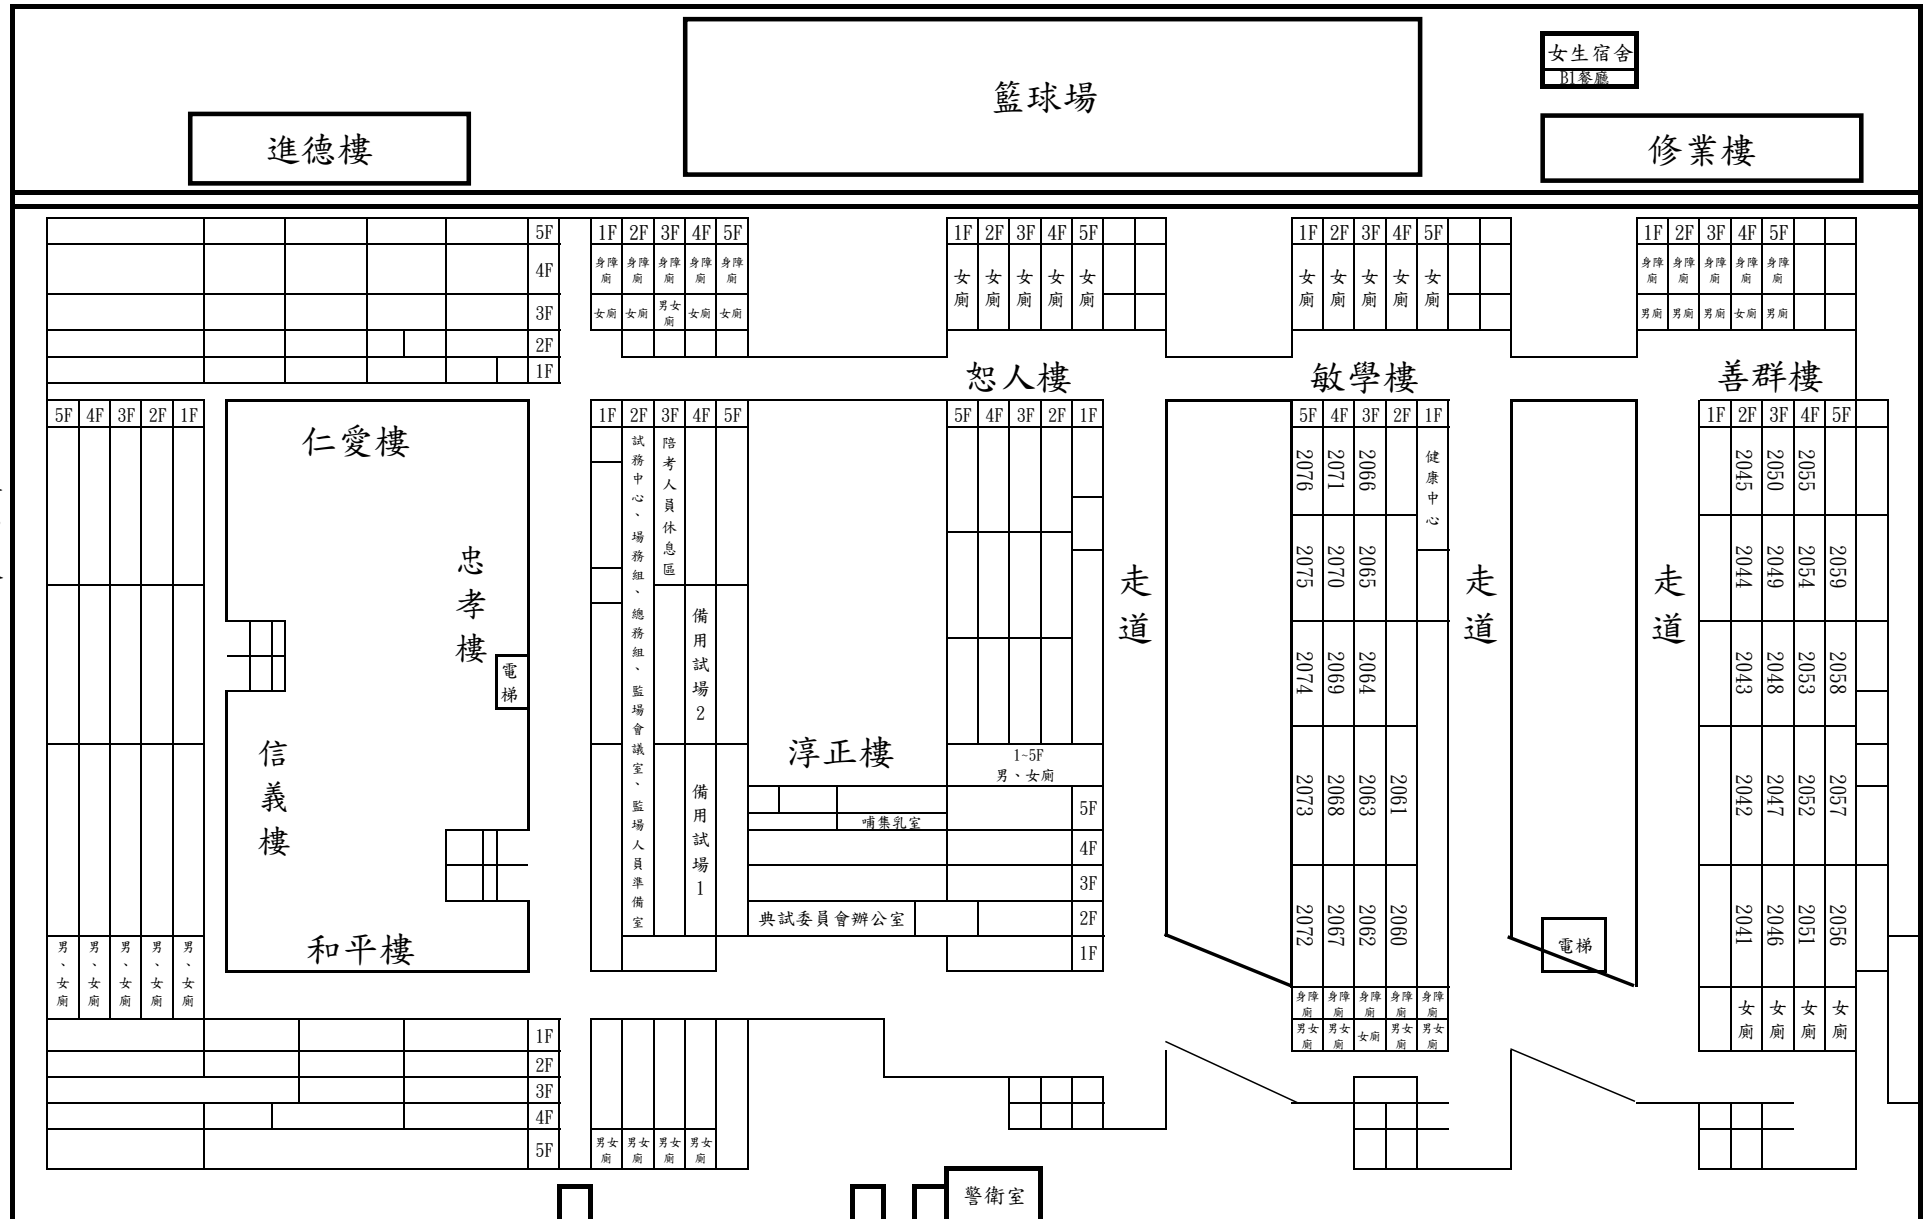 女生宿舍
B1餐廳
籃球場
進德樓
修業樓
5F
4F
3F
2F
1F
1F 2F 3F 4F 5F
身障廁 身障廁 身障廁 身障廁 身障廁
女廁 女廁 男女廁 女廁 女廁
1F 2F 3F 4F 5F
女廁 女廁 女廁 女廁 女廁
1F 2F 3F 4F 5F
女廁 女廁 女廁 女廁 女廁
1F 2F 3F 4F 5F
身障廁 身障廁 身障廁 身障廁 身障廁
男廁 男廁 男廁 女廁 男廁
恕人樓
敏學樓
善群樓
5F 4F 3F 2F 1F
仁愛樓
忠孝樓
電梯
信義樓
和平樓
男、女廁 男、女廁 男、女廁 男、女廁 男、女廁
1F 2F 3F 4F 5F
試務中心、場務組、總務組、監場會議室、監場人員準備室
陪考人員休息區
備用試場2
備用試場1
淳正樓
5F 4F 3F 2F 1F
1~5F
男、女廁
5F
哺集乳室
4F
3F
典試委員會辦公室
2F
1F
走道
5F 4F 3F 2F 1F
2076 2071 2066
健康中心
2075 2070 2065
2074 2069 2064
2073 2068 2063 2061
2072 2067 2062 2060
身障廁 身障廁 身障廁 身障廁 身障廁
男女廁 男女廁 女廁 男女廁 男女廁
走道
電梯
走道
1F 2F 3F 4F 5F
2045 2050 2055
2044 2049 2054 2059
2043 2048 2053 2058
2042 2047 2052 2057
2041 2046 2051 2056
女廁 女廁 女廁 女廁
1F
2F
3F
4F
5F
男女廁 男女廁 男女廁 男女廁
警衛室